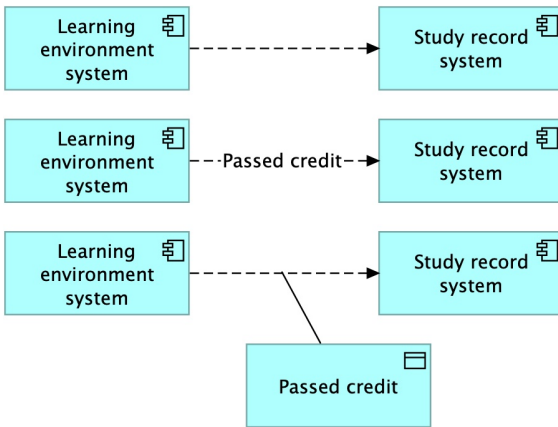 Learning
environment
system
Study record
system
Learning
environment
system
Passed credit
Study record
system
Learning
environment
system
Study record
system
Passed credit